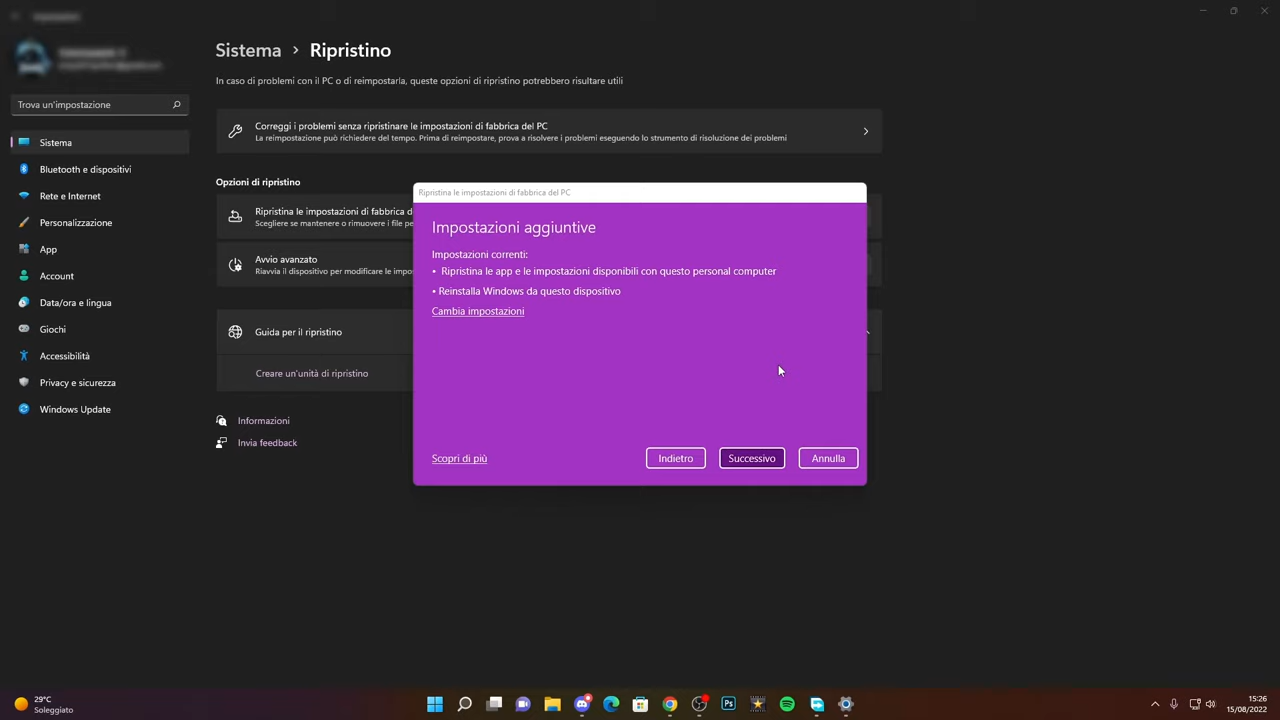 Sistema > Ripristino
In caso di problemi con il PC o di reimpostarla, queste opzioni di ripristino potrebbero risultare utili
Trova un'impostazione
Sistema
Bluetooth e dispositivi
Rete e Internet
Personalizzazione
App
Account
Data/ora e lingua
Giochi
Accessibilità
Privacy e sicurezza
Windows Update
Correggi i problemi senza ripristinare le impostazioni di fabbrica del PC
La reimpostazione può richiedere del tempo. Prima di reimpostare, prova a risolvere i problemi eseguendo lo strumento di risoluzione dei problemi
Opzioni di ripristino
Ripristina le impostazioni di fabbrica d
Scegliere se mantenere o rimuovere i file pe
Avvio avanzato
Riavvia il dispositivo per modificare le impos
Guida per il ripristino
Creare un'unità di ripristino
Informazioni
Invia feedback
Ripristina le impostazioni di fabbrica del PC
Impostazioni aggiuntive
Impostazioni correnti:
• Ripristina le app e le impostazioni disponibili con questo personal computer
• Reinstalla Windows da questo dispositivo
Cambia impostazioni
Scopri di più
Indietro
Successivo
Annulla
29°C
Soleggiato
Ps
15:26
15/08/2022